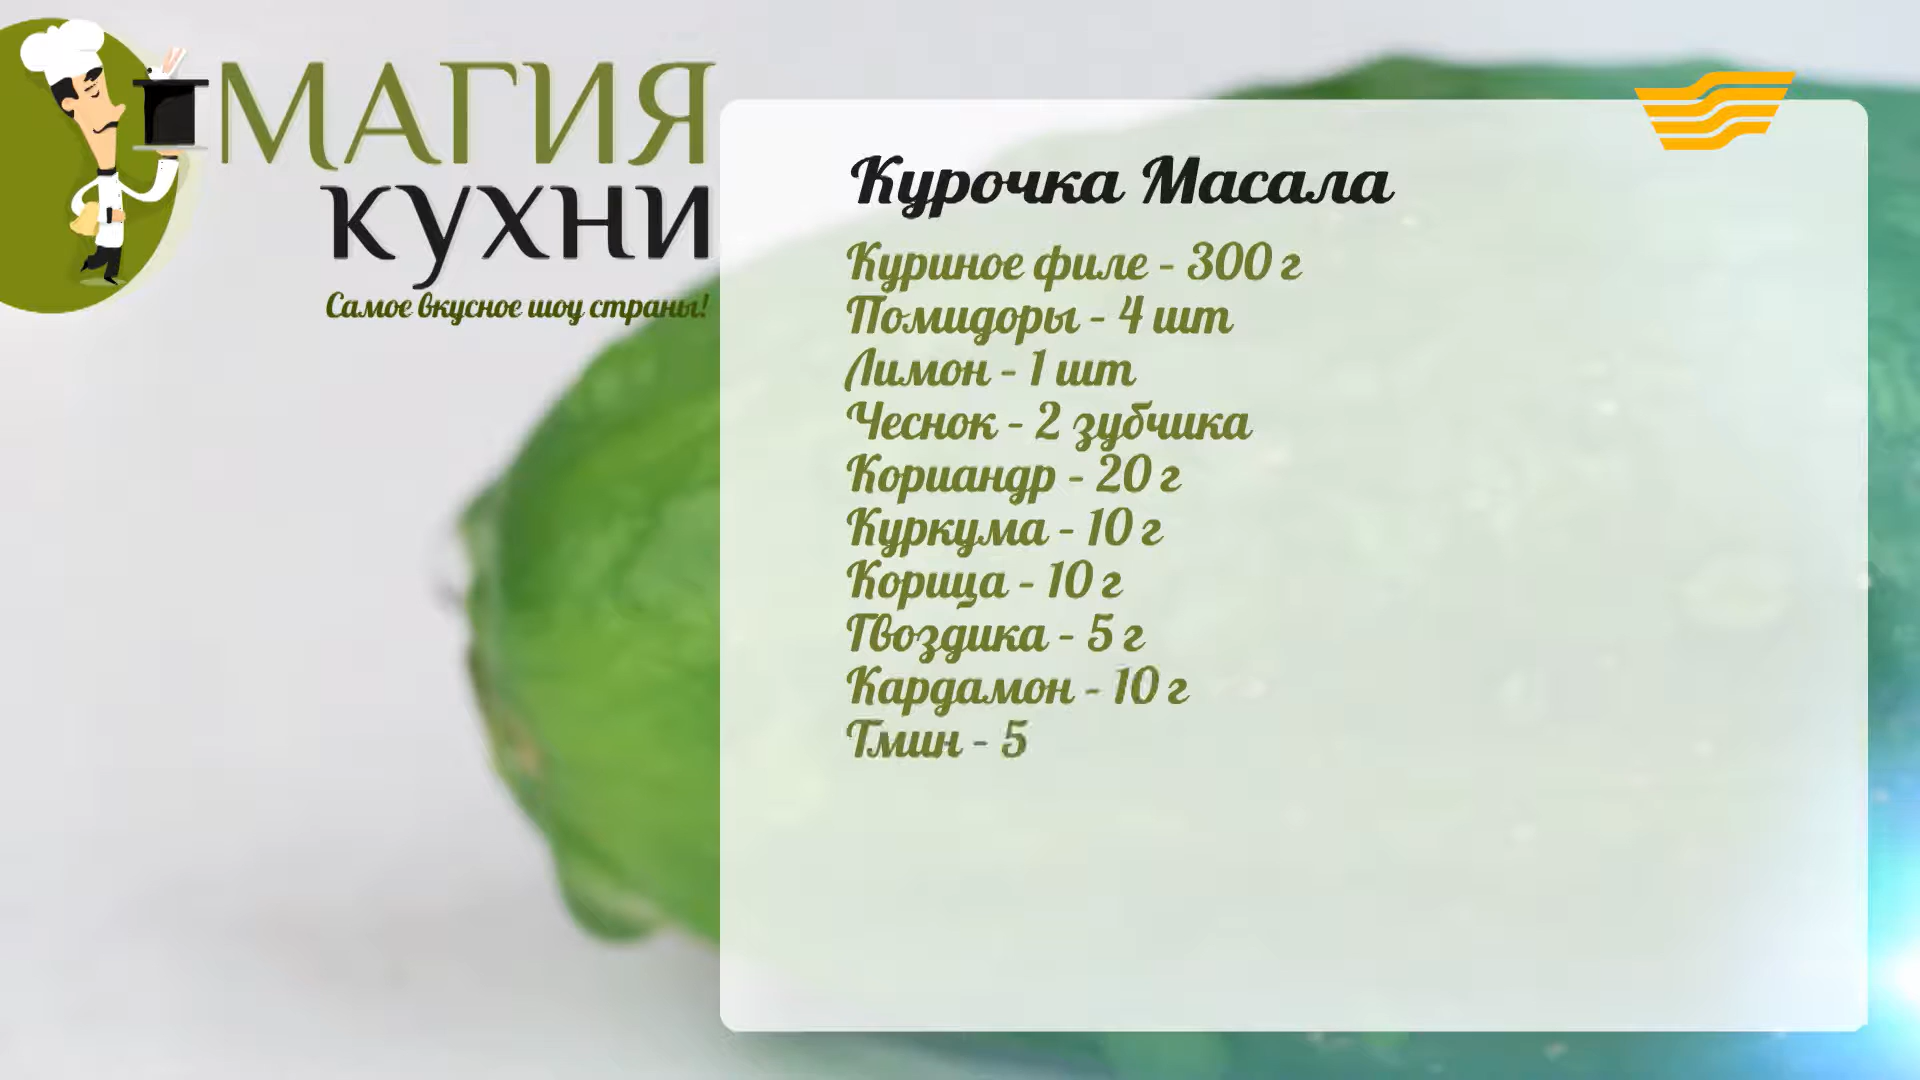 МАГИЯ
кухни
Самое вкусное шоу страны!
Курочка Масала
Куриное филе - 300 г
Помидоры - 4 шт
Лимон - 1 шт
Чеснок - 2 зубчика
Кориандр - 20 г
Куркума - 10 г
Корица - 10 г
Гвоздика - 5 г
Кардамон - 10 г
Тмин - 5